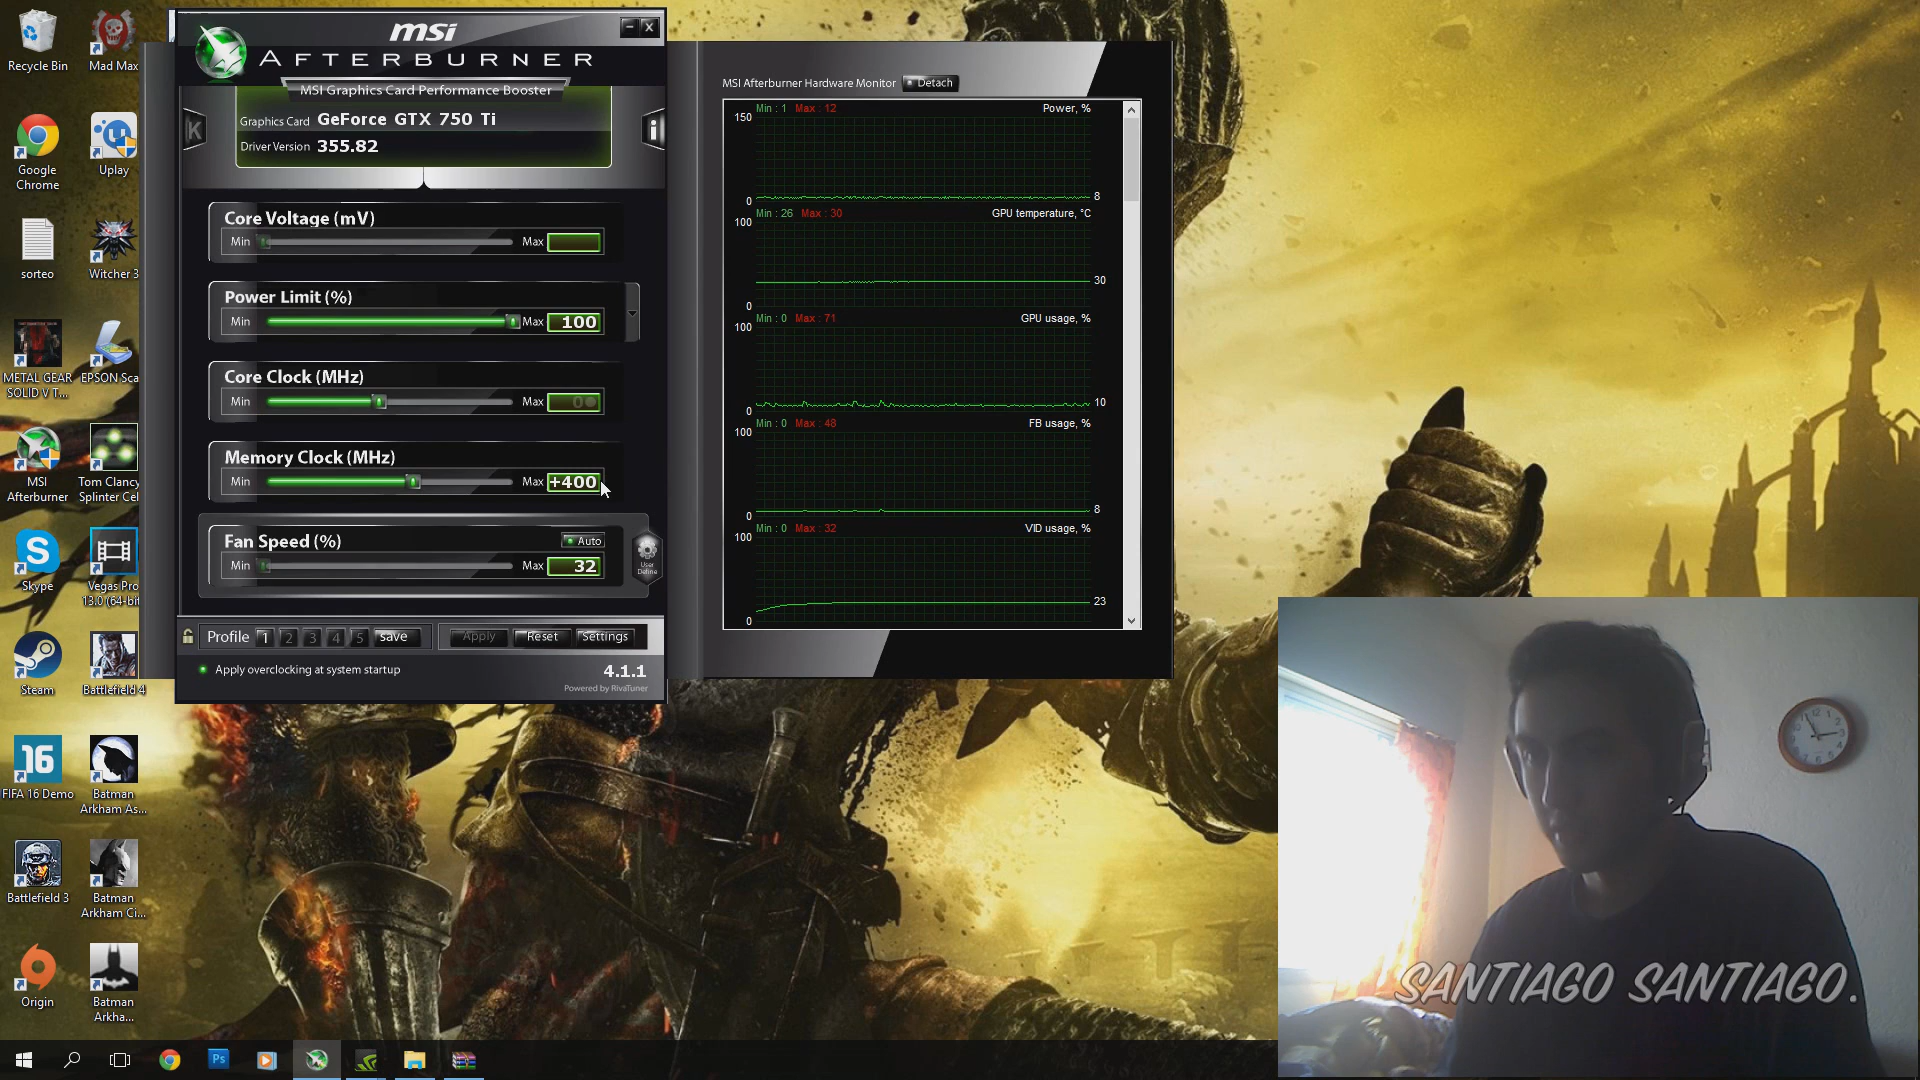 Recycle Bin
Mad Max
Google
Chrome
Uplay
sorteo
Witcher 3
METAL GEAR
SOLID V T...
EPSON Sca
MSI
Afterburner
Tom Clancy
Splinter Cel
Skype
Vegas Pro
13.0 (64-bit
Steam
Battlefield 4
16
FIFA 16 Demo
Batman
Arkham As...
Battlefield 3
Batman
Arkham Ci...
Origin
Batman
Arkha...
msi
AFTERBURNER
MSI Graphics Card Performance Booster
K
i
Graphics Card GeForce GTX 750 Ti
Driver Version 355.82
Core Voltage (mV)
Min Max
Power Limit (%)
Min Max 100
Core Clock (MHz)
Min Max 0
Memory Clock (MHz)
Min Max +400
Fan Speed (%)
Auto
Min Max 32
User
Define
Profile 1 2 3 4 5 save Apply Reset Settings
Apply overclocking at system startup
4.1.1
Powered by RivaTuner
MSI Afterburner Hardware Monitor Detach
Min : 1 Max : 12 Power, %
150
0
8
Min : 26 Max : 30 GPU temperature, °C
100
0
30
Min : 0 Max : 71 GPU usage, %
100
0
10
Min : 0 Max : 48 FB usage, %
100
0
8
Min : 0 Max : 32 VID usage, %
100
0
23
SANTIAGO SANTIAGO.
Ps